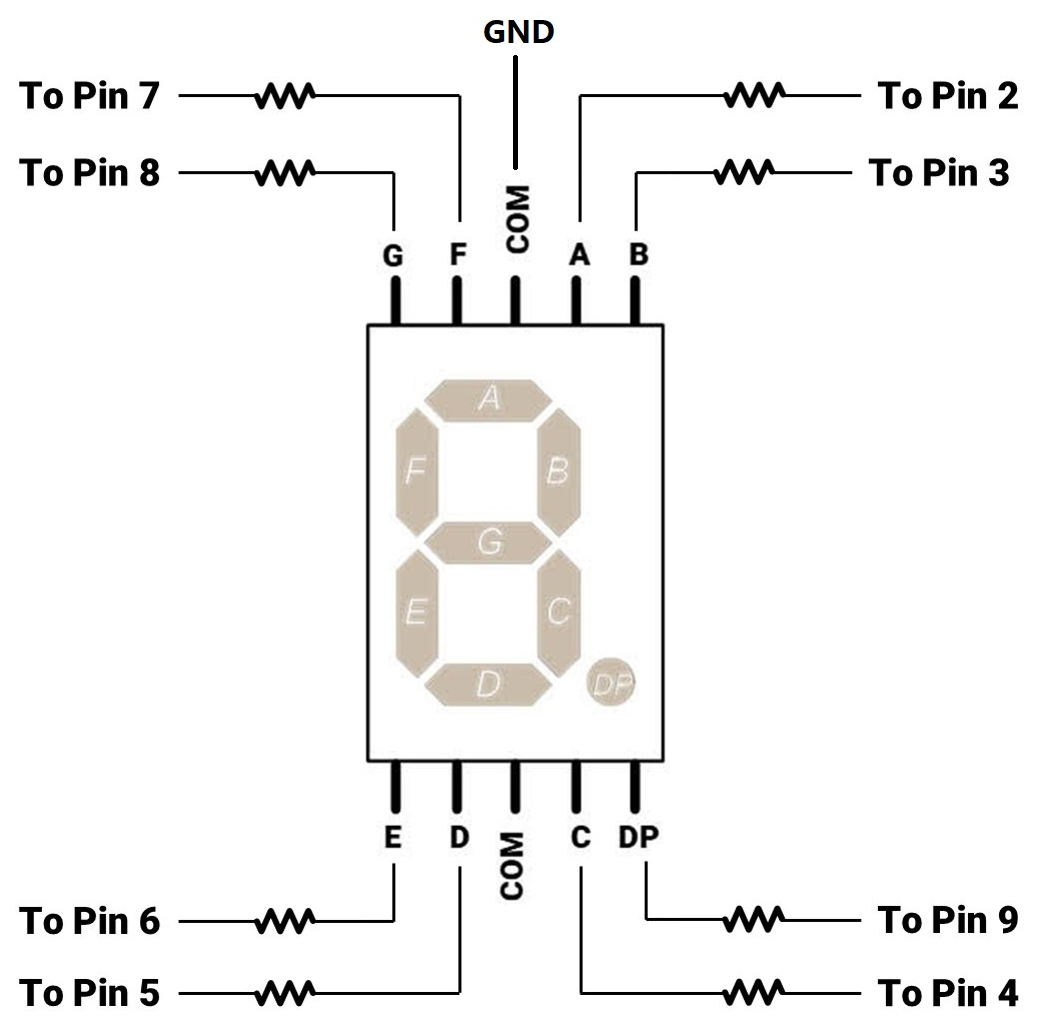 GND
To Pin 7
To Pin 2
To Pin 8
To Pin 3
COM
G F A B
A
F B
G
E C
D DP
E D C DP
COM
To Pin 6
To Pin 9
To Pin 5
To Pin 4